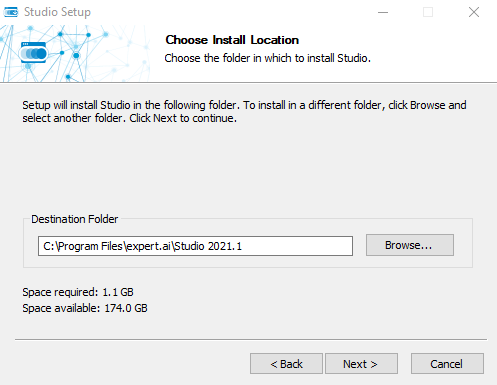 Studio Setup
Choose Install Location
Choose the folder in which to install Studio.
Setup will install Studio in the following folder. To install in a different folder, click Browse and
select another folder. Click Next to continue.
Destination Folder
C:\Program Files\expert.ai\Studio 2021.1
Browse...
Space required: 1.1 GB
Space available: 174.0 GB
< Back Next > Cancel